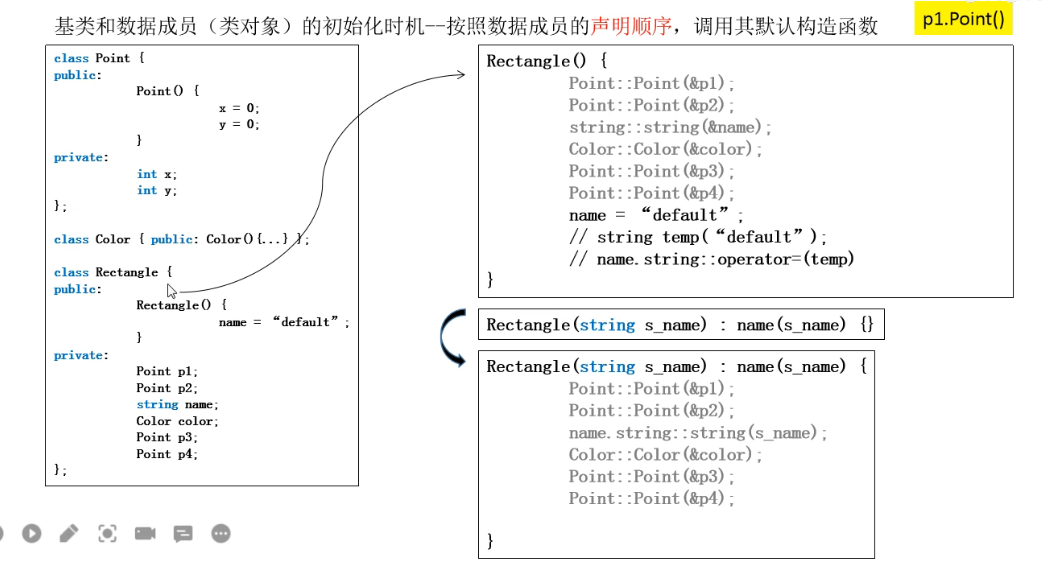 基类和数据成员（类对象）的初始化时机--按照数据成员的声明顺序，调用其默认构造函数
p1.Point()
class Point {
public:
Point() {
x = 0;
y = 0;
}
private:
int x;
int y;
};
class Color { public: Color(){...} };
class Rectangle {
public:
Rectangle() {
name = “default”;
}
private:
Point p1;
Point p2;
string name;
Color color;
Point p3;
Point p4;
};
Rectangle() {
Point::Point(&p1);
Point::Point(&p2);
string::string(&name);
Color::Color(&color);
Point::Point(&p3);
Point::Point(&p4);
name = “default”;
// string temp(“default”);
// name.string::operator=(temp)
}
Rectangle(string s_name) : name(s_name) {}
Rectangle(string s_name) : name(s_name) {
Point::Point(&p1);
Point::Point(&p2);
name.string::string(s_name);
Color::Color(&color);
Point::Point(&p3);
Point::Point(&p4);
}